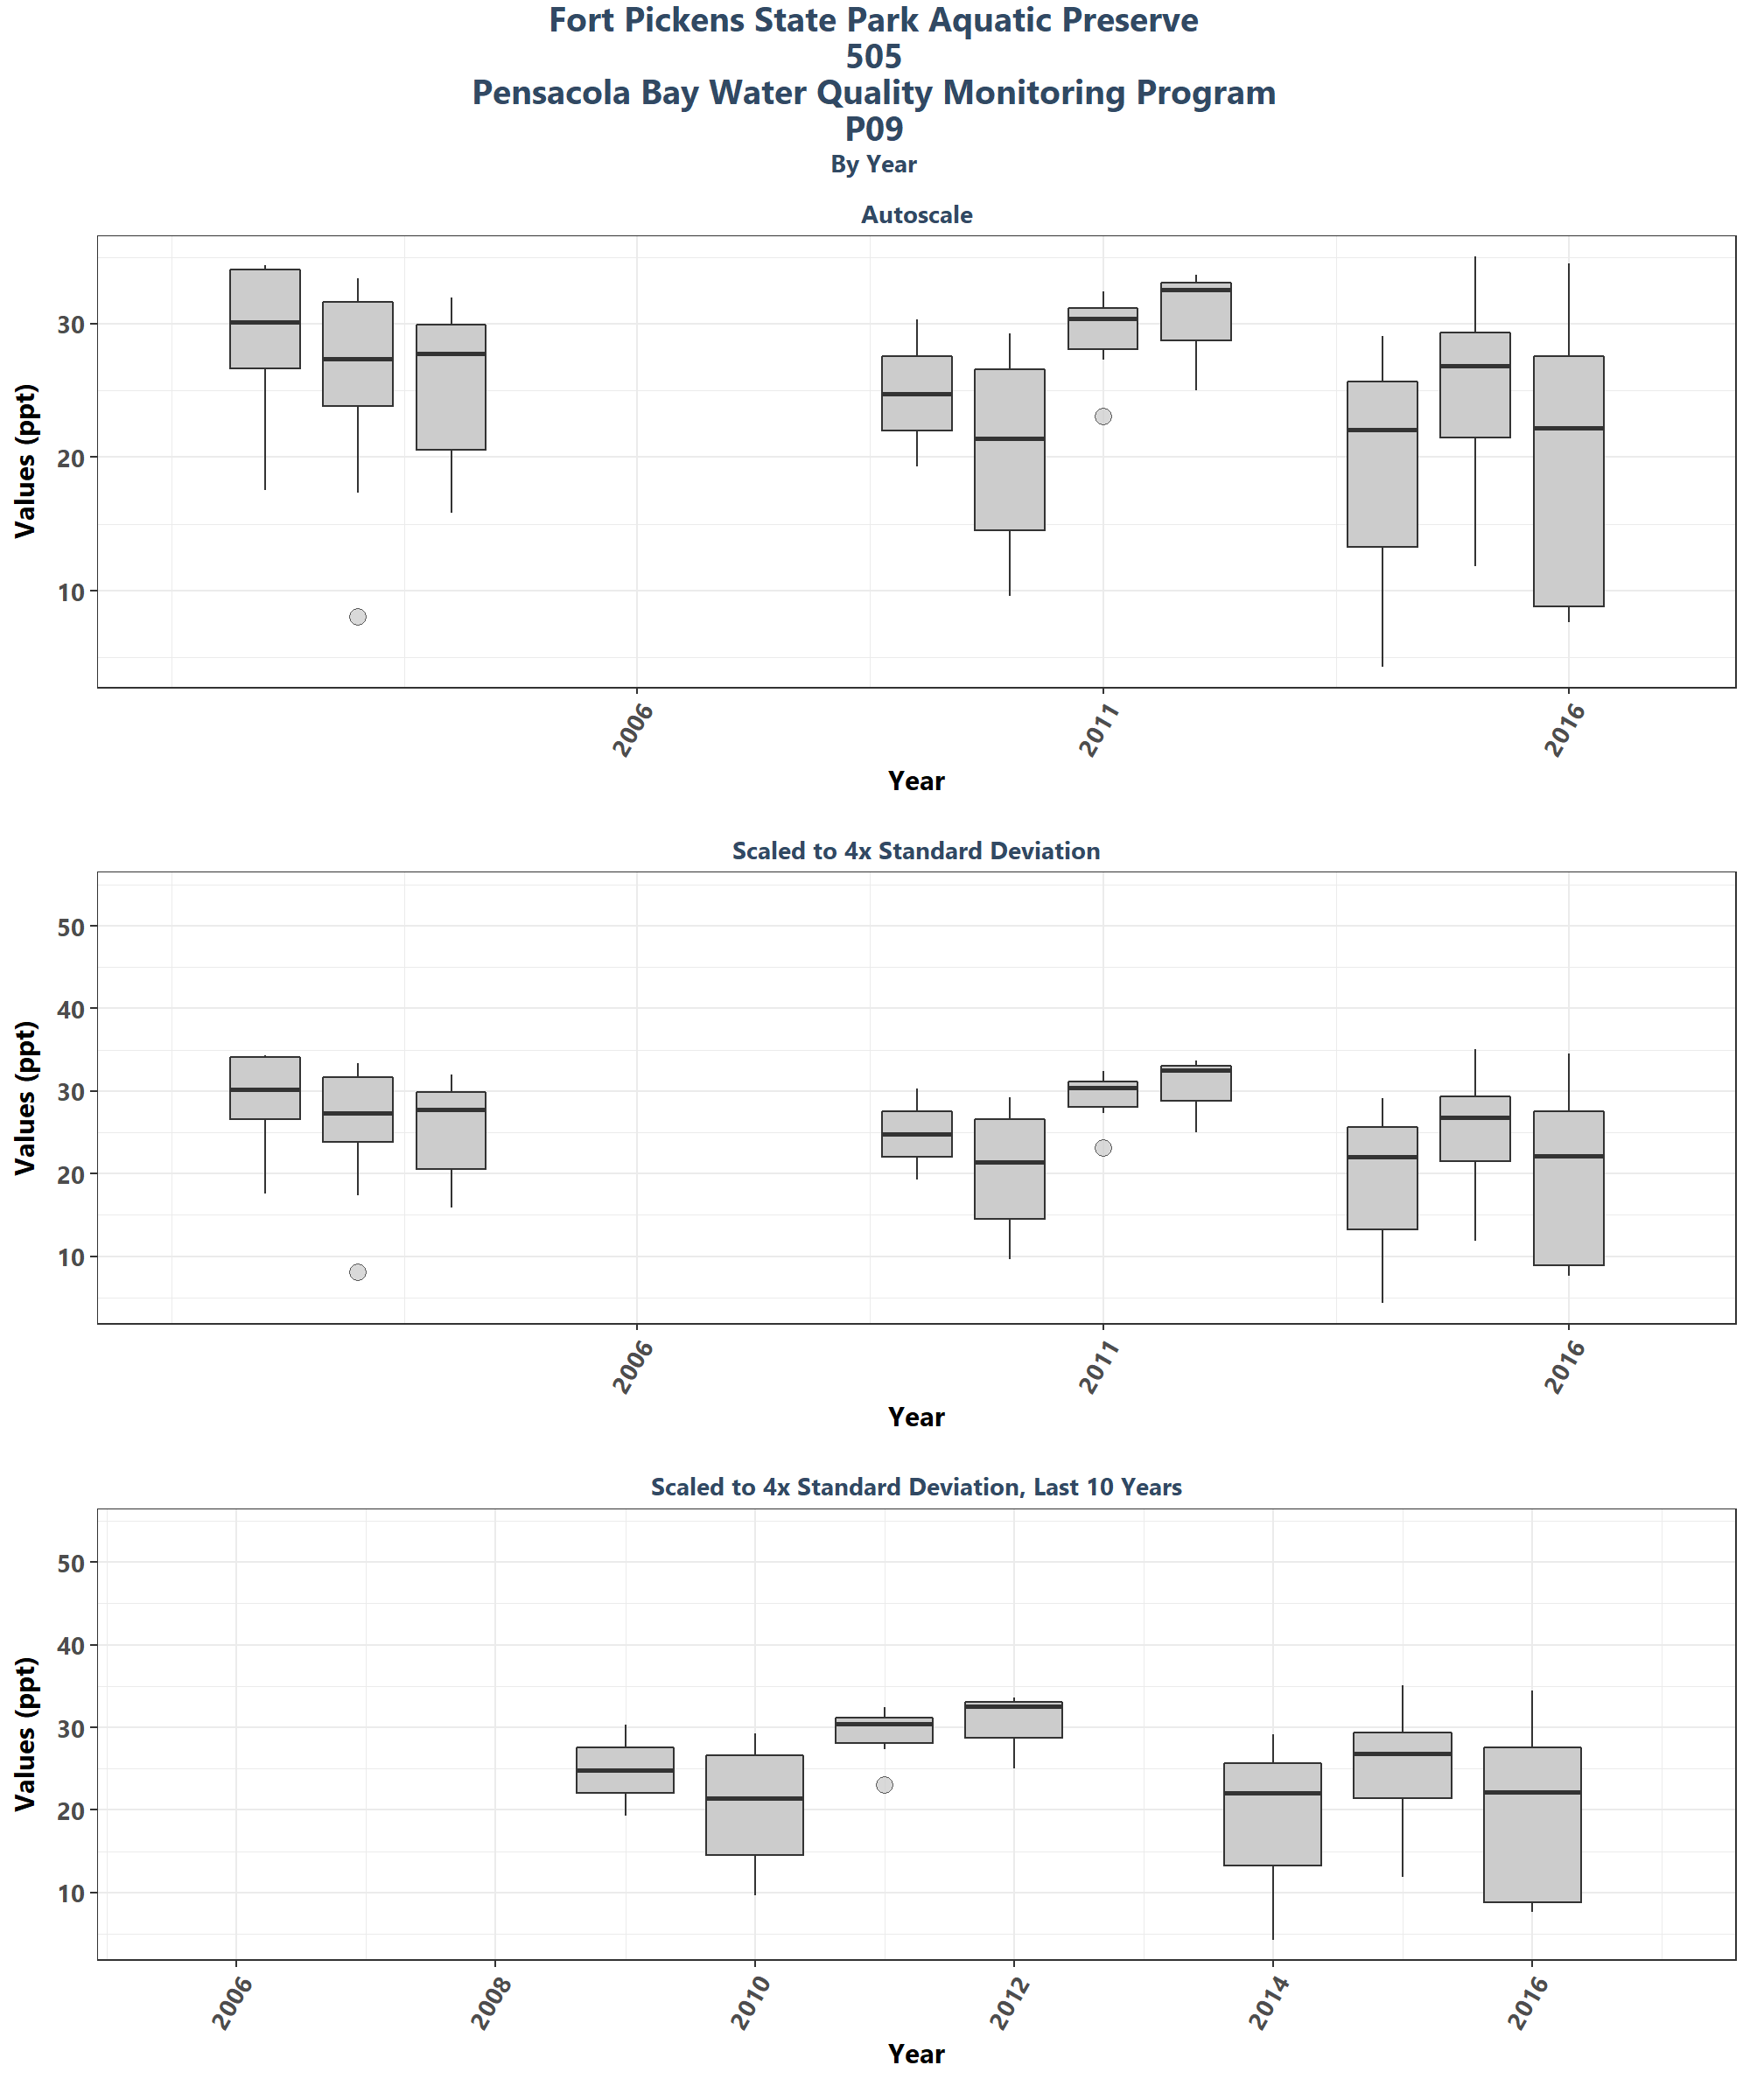 Fort Pickens State Park Aquatic Preserve
505
Pensacola Bay Water Quality Monitoring Program
P09
By Year
Autoscale
Values (ppt)
30
20
10
2006
2011
2016
Year
Scaled to 4x Standard Deviation
Values (ppt)
50
40
30
20
10
2006
2011
2016
Year
Scaled to 4x Standard Deviation, Last 10 Years
Values (ppt)
50
40
30
20
10
2006
2008
2010
2012
2014
2016
Year